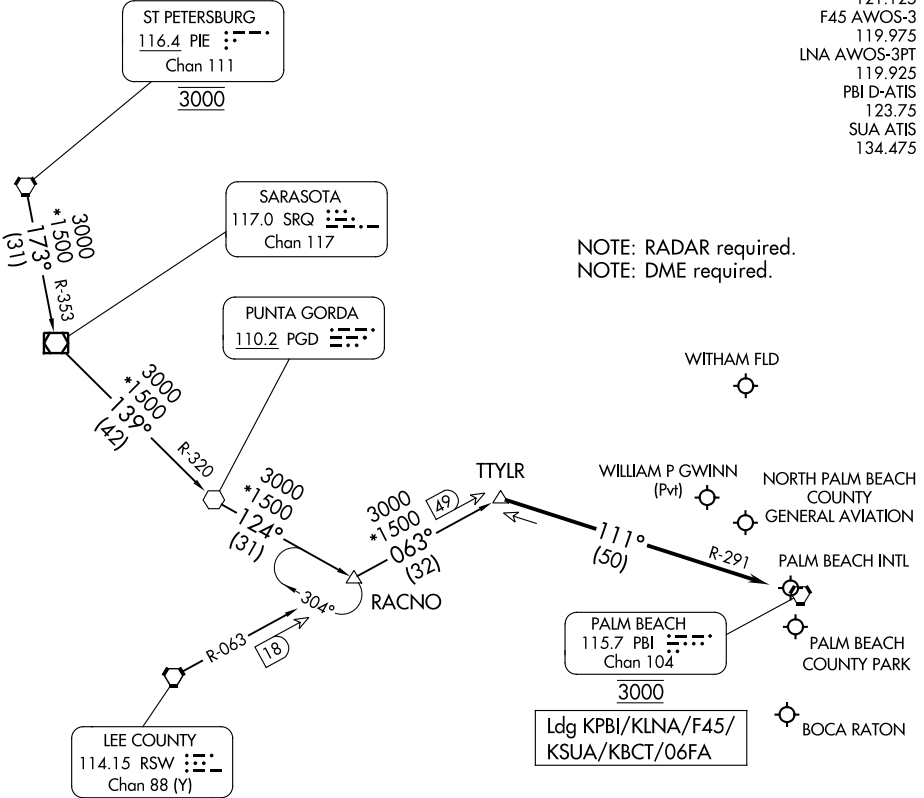 121.125
F45 AWOS-3
119.975
LNA AWOS-3PT
119.925
PBI D-ATIS
123.75
SUA ATIS
134.475
ST PETERSBURG
116.4 PIE
Chan 111
3000
3000
*1500
173°
(31)
R-353
SARASOTA
117.0 SRQ
Chan 117
NOTE: RADAR required.
NOTE: DME required.
PUNTA GORDA
110.2 PGD
3000
*1500
139°
(42)
R-320
WITHAM FLD
3000
*1500
124°
(31)
3000
*1500
063°
(32)
49
TTYLR
WILLIAM P GWINN
(Pvt)
NORTH PALM BEACH
COUNTY
GENERAL AVIATION
111°
(50)
R-291
PALM BEACH INTL
304°
RACNO
R-063
18
PALM BEACH
115.7 PBI
Chan 104
3000
PALM BEACH
COUNTY PARK
Ldg KPBI/KLNA/F45/
KSUA/KBCT/06FA
BOCA RATON
LEE COUNTY
114.15 RSW
Chan 88 (Y)